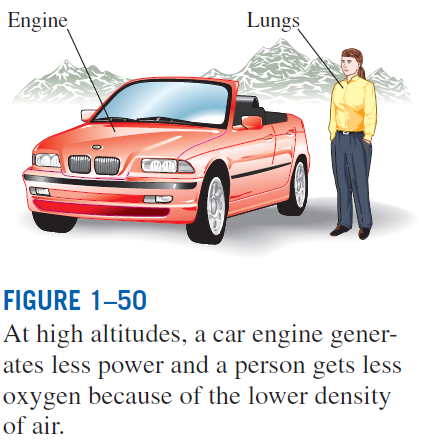 Engine
Lungs
FIGURE 1–50
At high altitudes, a car engine gener-
ates less power and a person gets less
oxygen because of the lower density
of air.